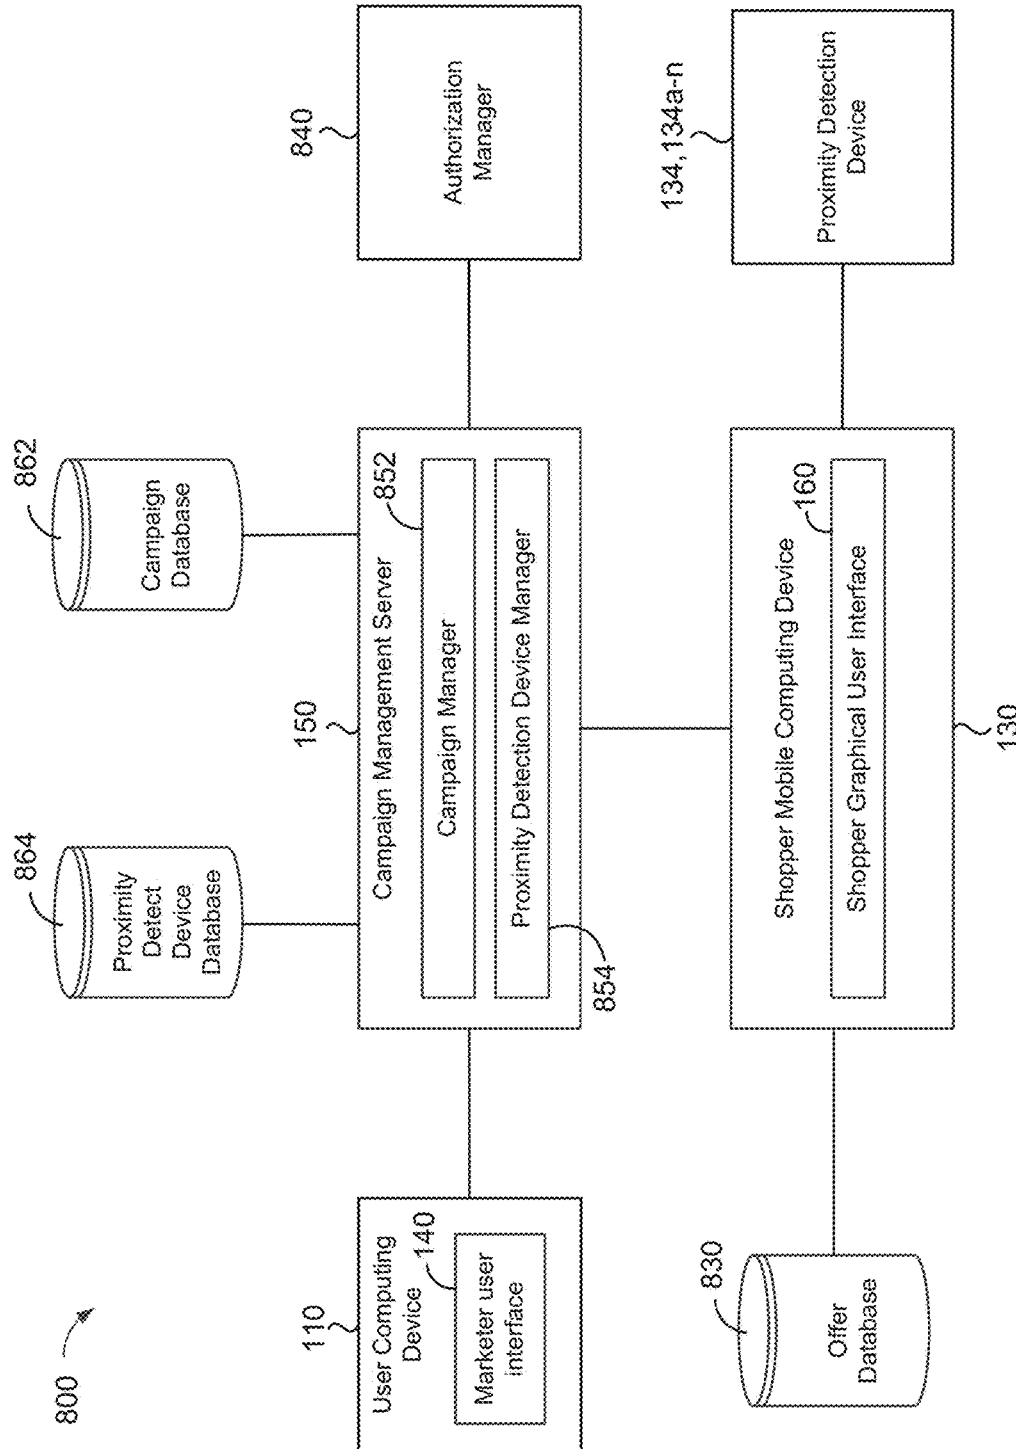 800
864
Proximity
Detect
Device
Database
862
Campaign
Database
110
User Computing
Device
140
Marketer user
interface
150
Campaign Management Server
852
Campaign Manager
Proximity Detection Device Manager
854
840
Authorization
Manager
830
Offer
Database
Shopper Mobile Computing Device
160
Shopper Graphical User Interface
130
134,134a-n
Proximity Detection
Device